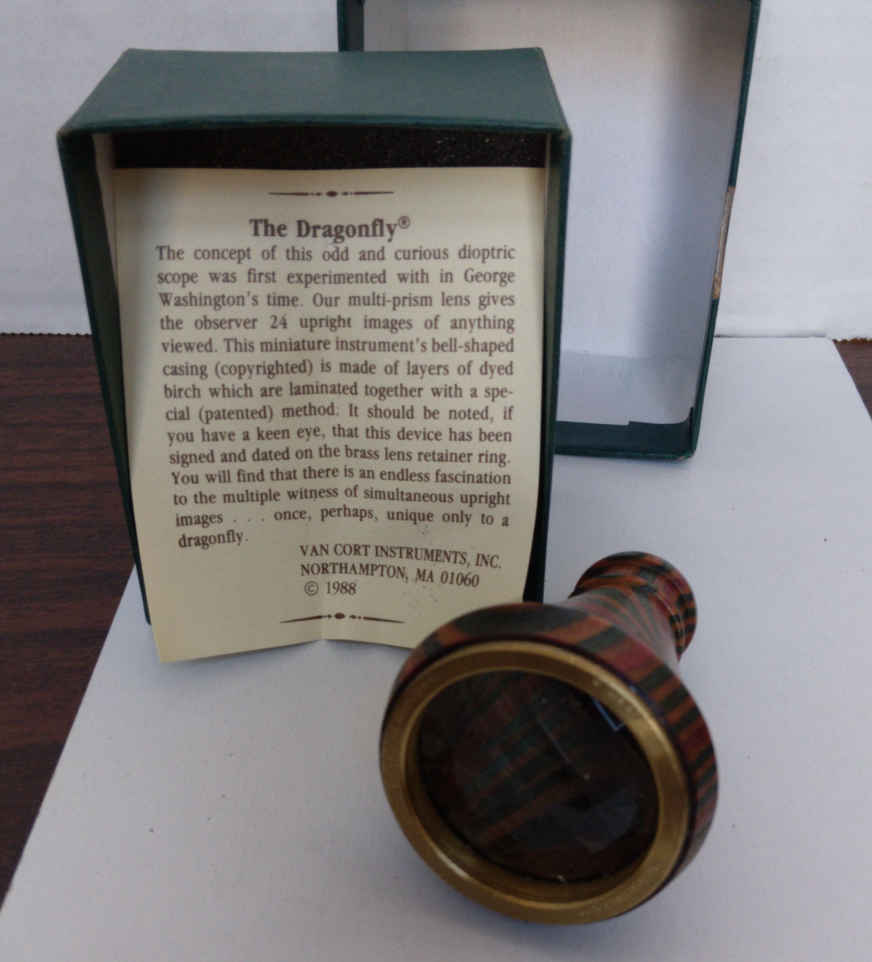 The Dragonfly®
The concept of this odd and curious dioptric
scope was first experimented with in George
Washington's time. Our multi-prism lens gives
the observer 24 upright images of anything
viewed. This miniature instrument's bell-shaped
casing (copyrighted) is made of layers of dyed
birch which are laminated together with a spe-
cial (patented) method. It should be noted, if
you have a keen eye, that this device has been
signed and dated on the brass lens retainer ring.
You will find that there is an endless fascination
to the multiple witness of simultaneous upright
images . . . once, perhaps, unique only to a
dragonfly.
VAN CORT INSTRUMENTS, INC.
NORTHAMPTON, MA 01060
© 1988